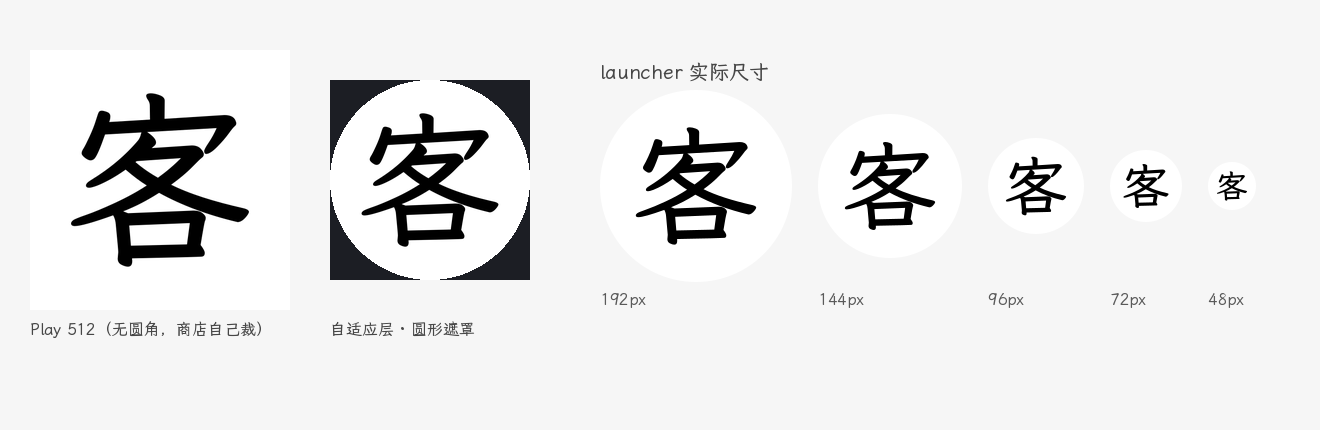 客
Play 512（无圆角，商店自己裁）
客
自适应层·圆形遮罩
launcher 实际尺寸
客 客 客 客 客
192px 144px 96px 72px 48px